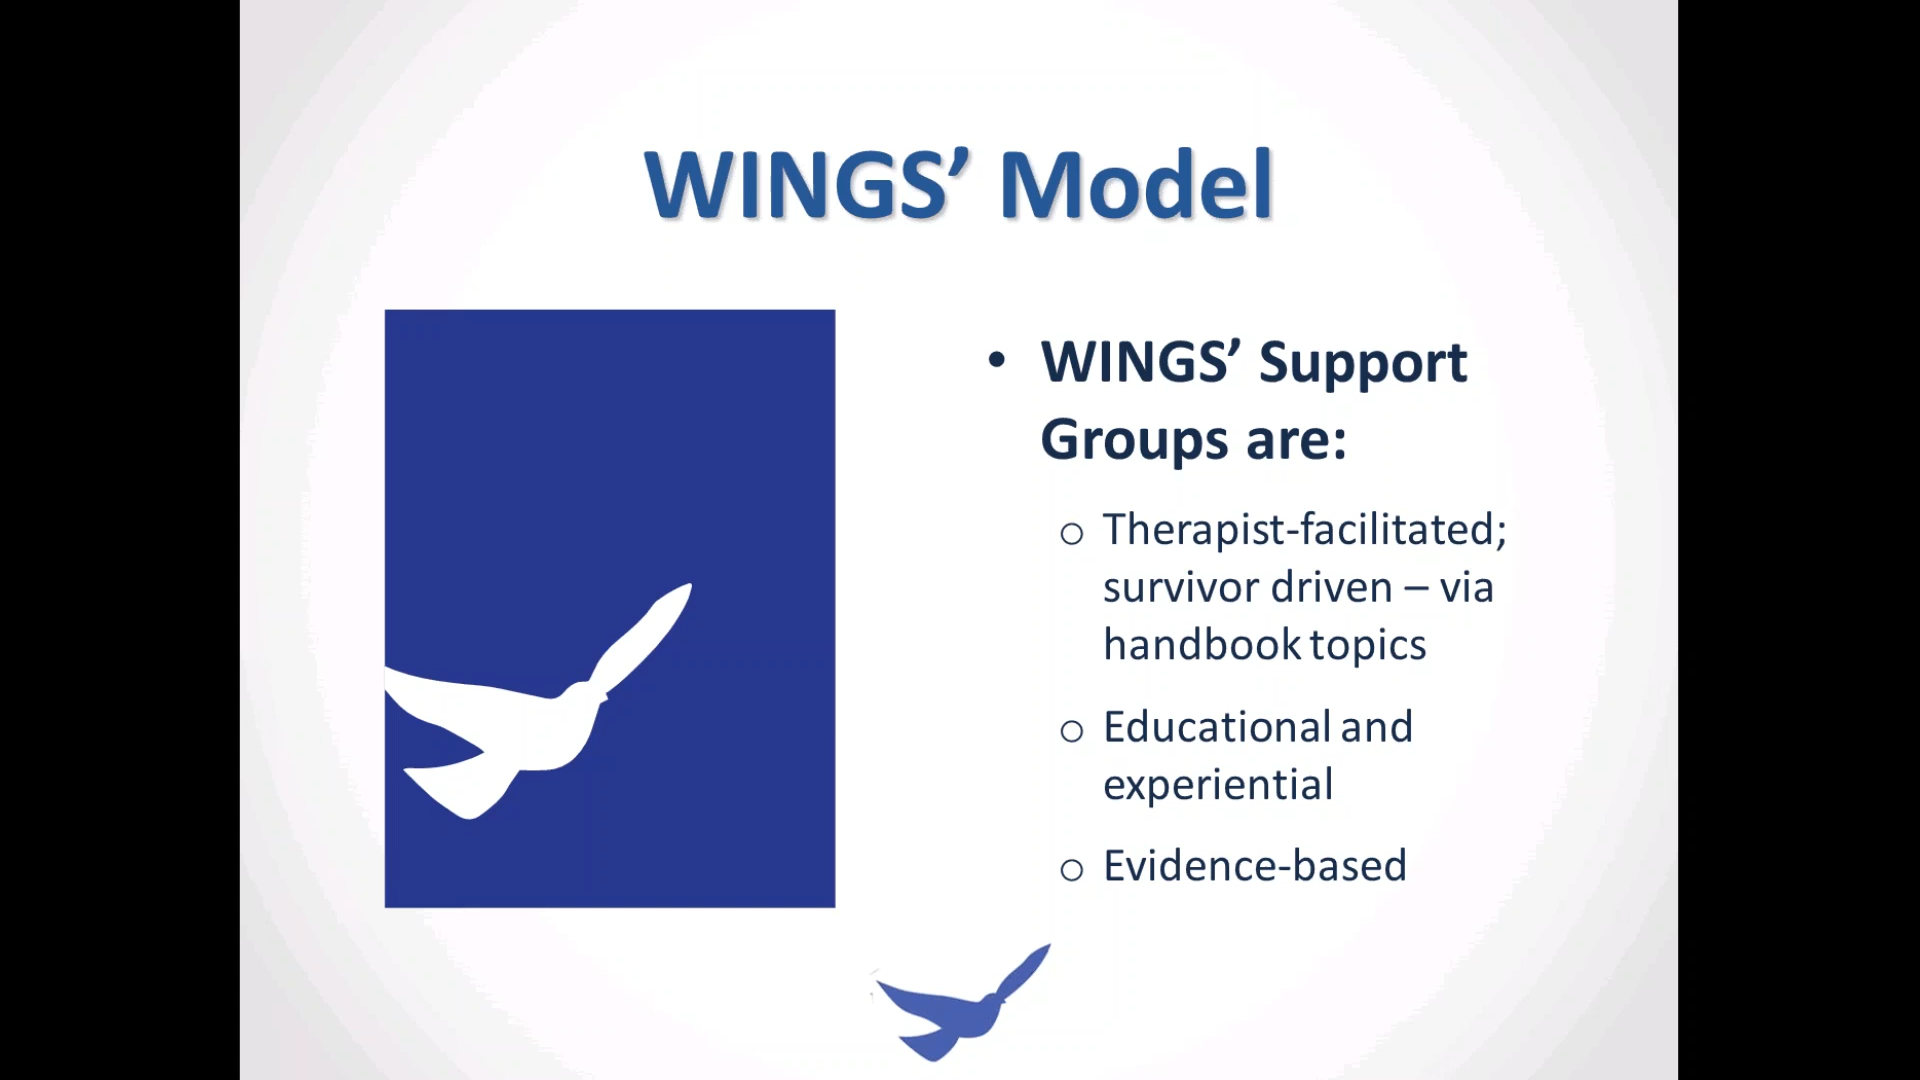 WINGS’ Model
• WINGS’ Support
Groups are:
o Therapist-facilitated;
survivor driven – via
handbook topics
o Educational and
experiential
o Evidence-based